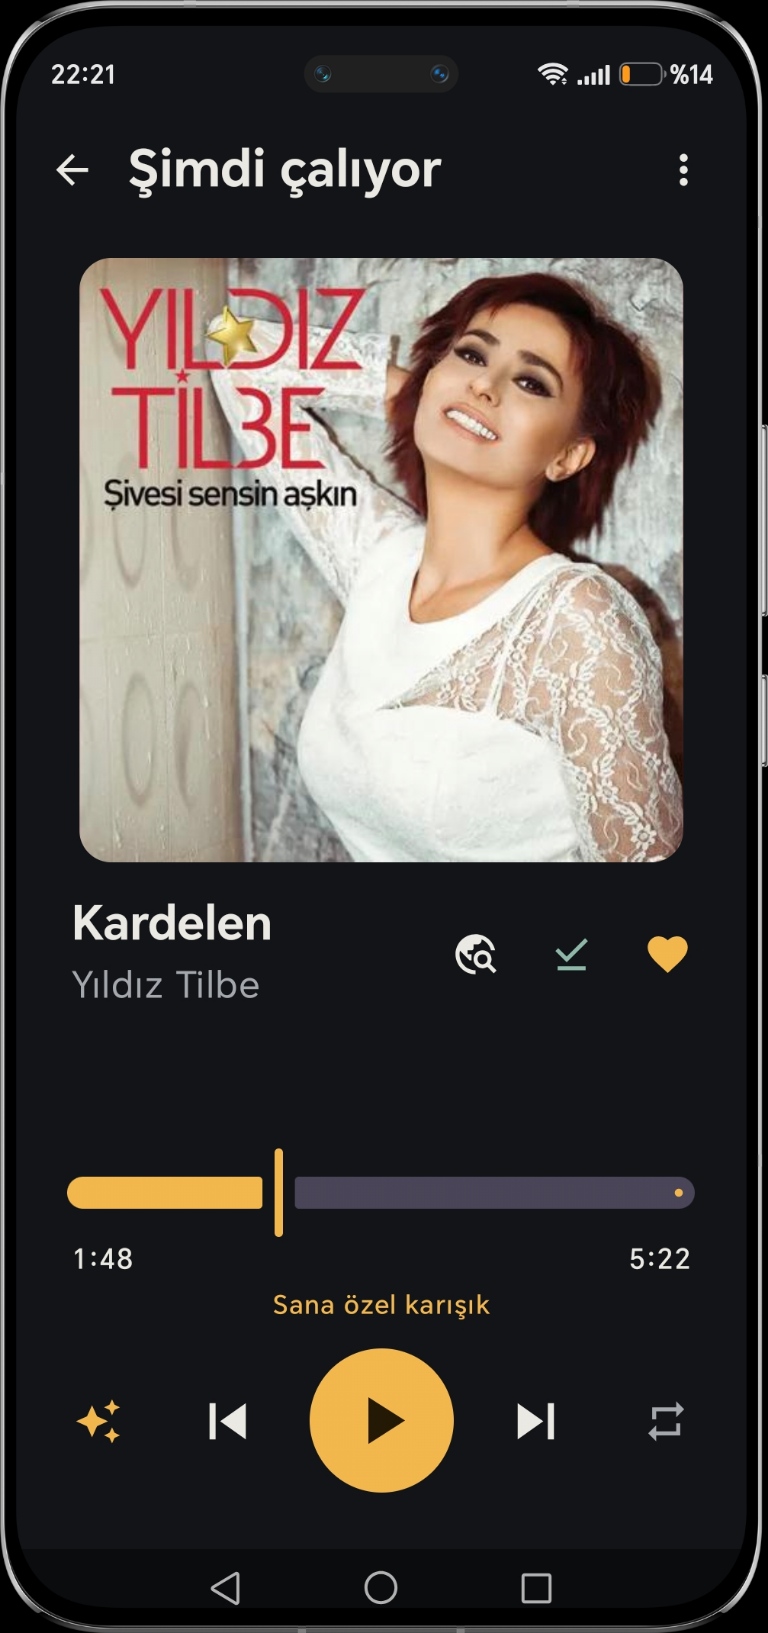 22:21
%14
Şimdi çalıyor
YILDIZ
TİLBE
Şivesi sensin aşkın
Kardelen
Yıldız Tilbe
1:48
5:22
Sana özel karışık